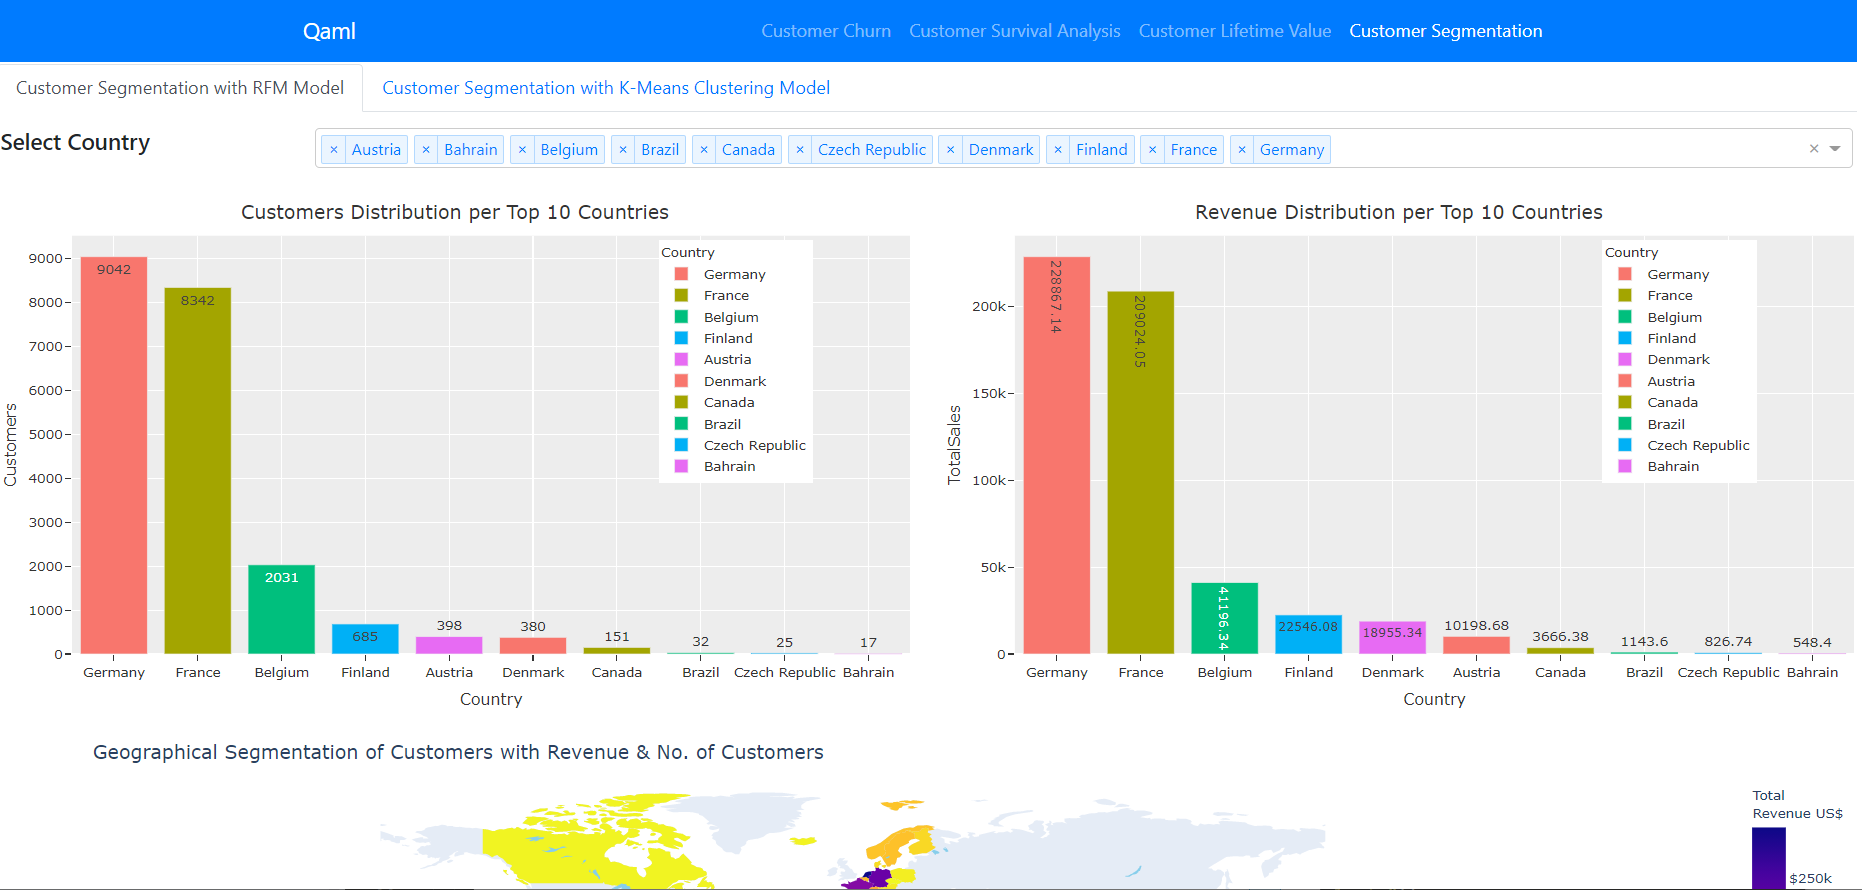 Qaml
Customer Churn Customer Survival Analysis Customer Lifetime Value Customer Segmentation
Customer Segmentation with RFM Model Customer Segmentation with K-Means Clustering Model
Select Country
× Austria × Bahrain × Belgium × Brazil × Canada × Czech Republic × Denmark × Finland × France × Germany ×
Customers Distribution per Top 10 Countries
Customers
9000
8000
7000
6000
5000
4000
3000
2000
1000
0
9042
8342
2031
685
398
380
151
32
25
17
Country
Germany
France
Belgium
Finland
Austria
Denmark
Canada
Brazil
Czech Republic
Bahrain
Germany France Belgium Finland Austria Denmark Canada Brazil Czech Republic Bahrain
Country
Revenue Distribution per Top 10 Countries
TotalSales
200k
150k
100k
50k
0
228867.14
209024.05
41196.34
22546.08
18955.34
10198.68
3666.38
1143.6
826.74
548.4
Country
Germany
France
Belgium
Finland
Denmark
Austria
Canada
Brazil
Czech Republic
Bahrain
Germany France Belgium Finland Denmark Austria Canada Brazil Czech Republic Bahrain
Country
Geographical Segmentation of Customers with Revenue & No. of Customers
Total
Revenue US$
$250k